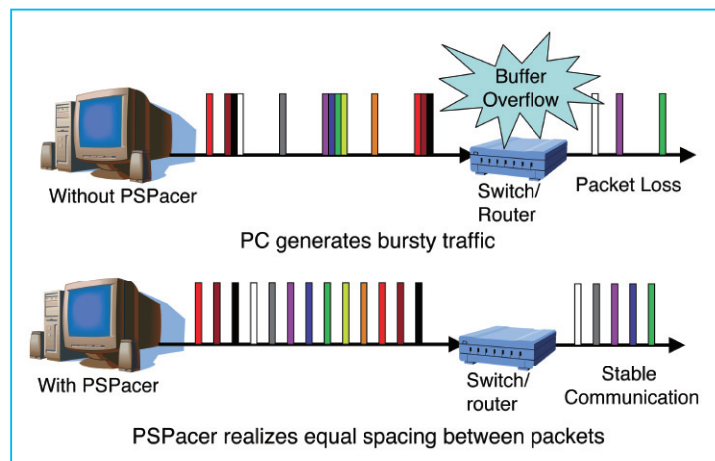 Buffer
Overflow
Without PSPacer
Switch/
Router
Packet Loss
PC generates bursty traffic
With PSPacer
Switch/
router
Stable
Communication
PSPacer realizes equal spacing between packets